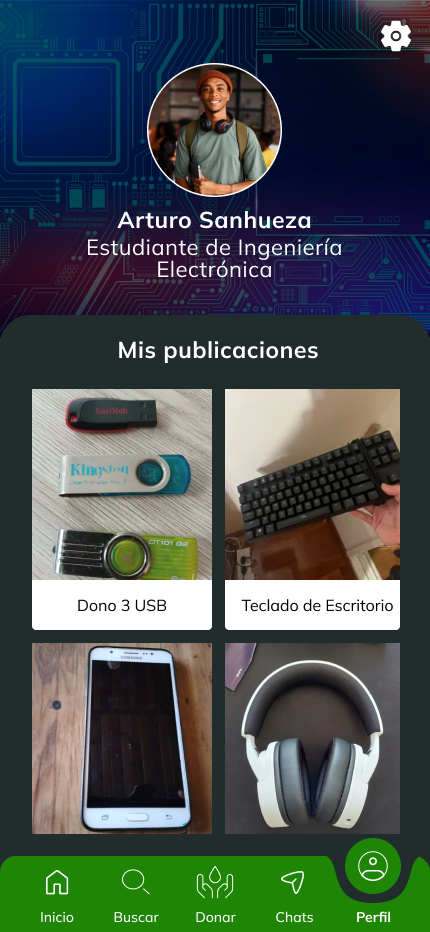 Arturo Sanhueza
Estudiante de Ingeniería
Electrónica
Mis publicaciones
SanDisk
Kingston
DT101 G2
Dono 3 USB
Teclado de Escritorio
SAMSUNG
Inicio
Buscar
Donar
Chats
Perfil